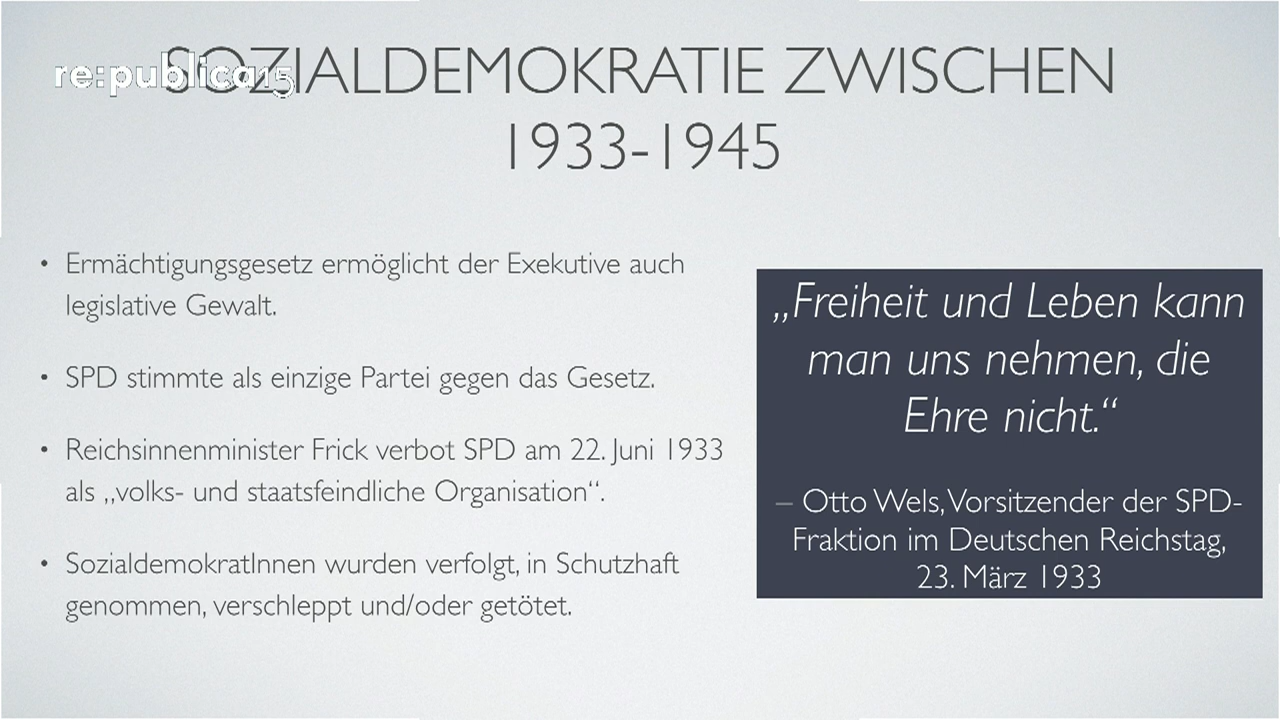 SOZIALDEMOKRATIE ZWISCHEN
re:publica15
1933-1945
• Ermächtigungsgesetz ermöglicht der Exekutive auch
legislative Gewalt.
• SPD stimmte als einzige Partei gegen das Gesetz.
• Reichsinnenminister Frick verbot SPD am 22. Juni 1933
als „volks- und staatsfeindliche Organisation“.
• SozialdemokratInnen wurden verfolgt, in Schutzhaft
genommen, verschleppt und/oder getötet.
„Freiheit und Leben kann
man uns nehmen, die
Ehre nicht.“
– Otto Wels, Vorsitzender der SPD-
Fraktion im Deutschen Reichstag,
23. März 1933